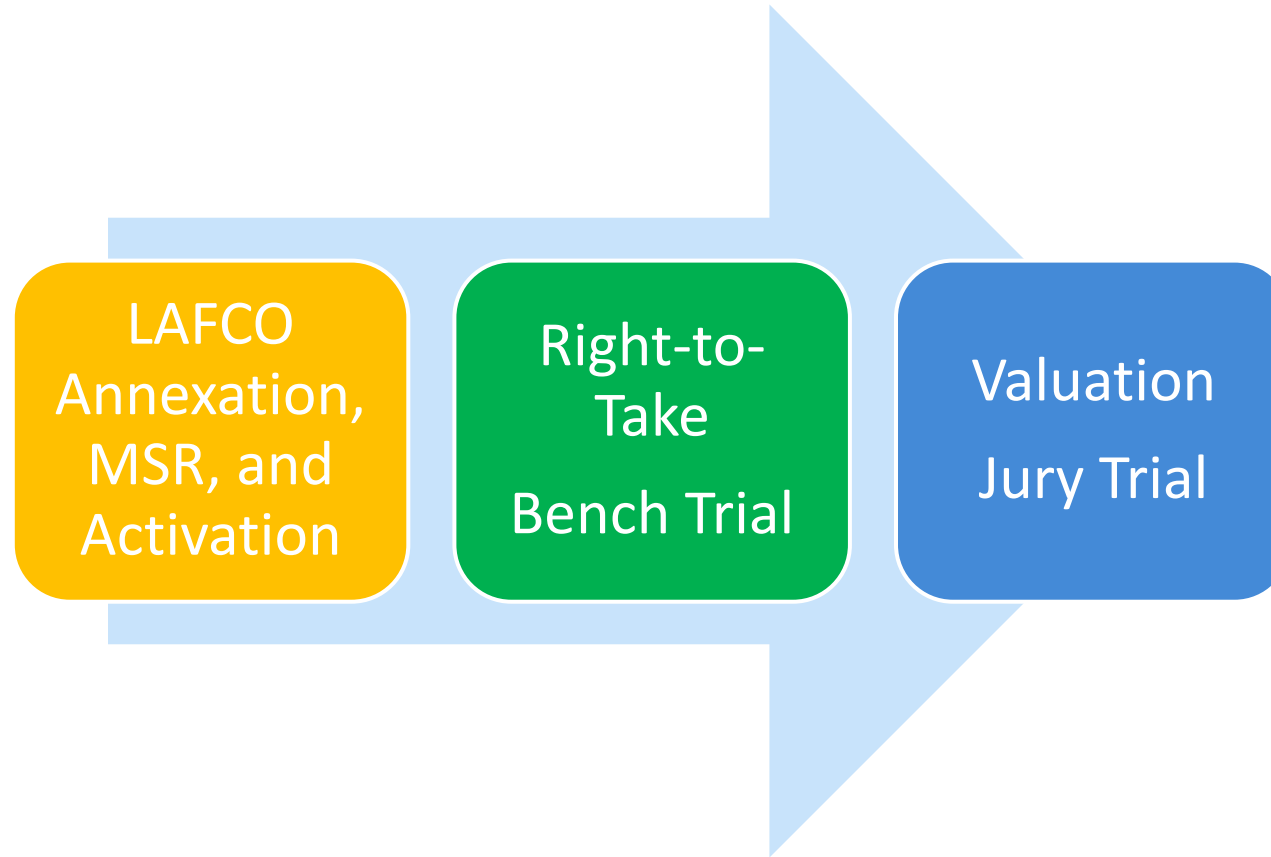 LAFCO
Annexation,
MSR, and
Activation
Right-to-
Take
Bench Trial
Valuation
Jury Trial